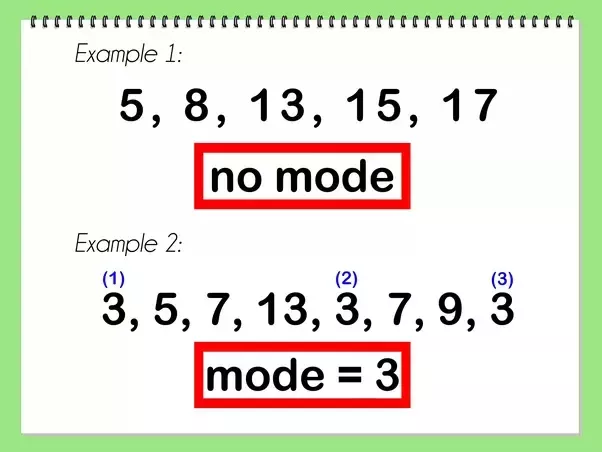 Example 1:
5, 8, 13, 15, 17
no mode
Example 2:
(1) (2) (3)
3, 5, 7, 13, 3, 7, 9, 3
mode = 3